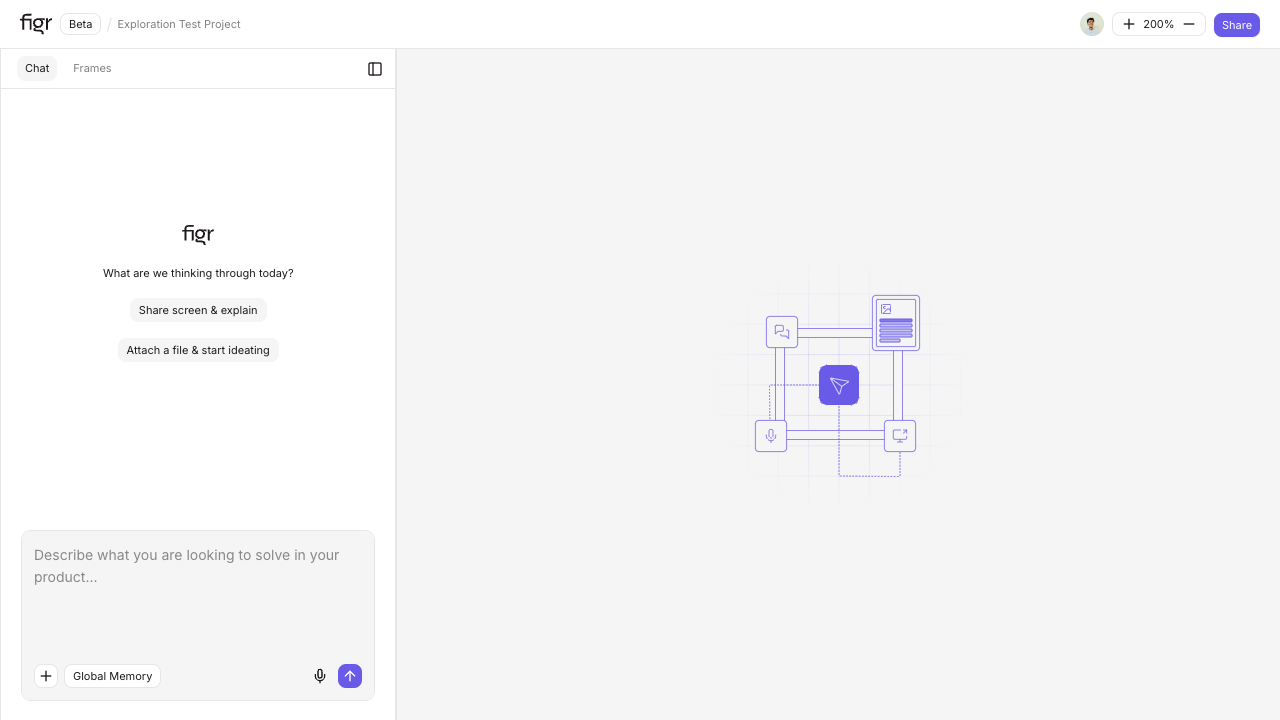 figr
Beta
/
Exploration Test Project
200%
Share
Chat
Frames
figr
What are we thinking through today?
Share screen & explain
Attach a file & start ideating
Describe what you are looking to solve in your
product...
Global Memory